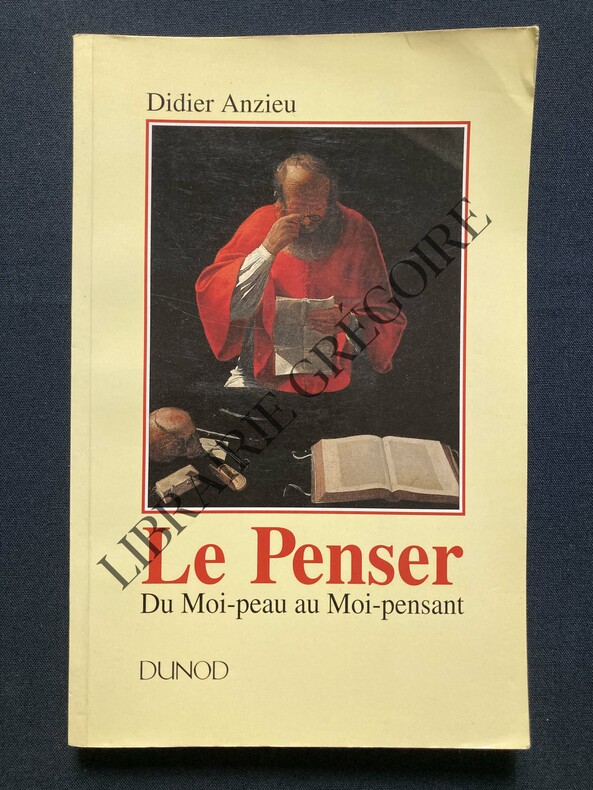 Didier Anzieu
LIBRAIRIE GRÉGOIRE
Le Penser
Du Moi-peau au Moi-pensant
DUNOD